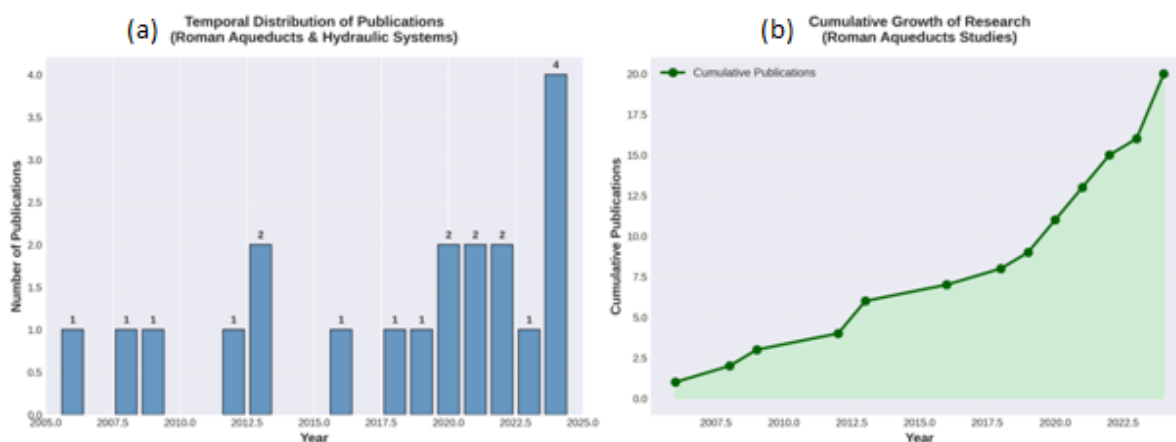 (a) Temporal Distribution of Publications
(Roman Aqueducts & Hydraulic Systems)
Number of Publications
4.0
3.5
3.0
2.5
2.0
1.5
1.0
0.5
0.0
1
1
1
1
2
1
1
1
2
2
2
1
4
2005.0 2007.5 2010.0 2012.5 2015.0 2017.5 2020.0 2022.5 2025.0
Year
(b) Cumulative Growth of Research
(Roman Aqueducts Studies)
Cumulative Publications
Cumulative Publications
20.0
17.5
15.0
12.5
10.0
7.5
5.0
2.5
0.0
2007.5 2010.0 2012.5 2015.0 2017.5 2020.0 2022.5
Year